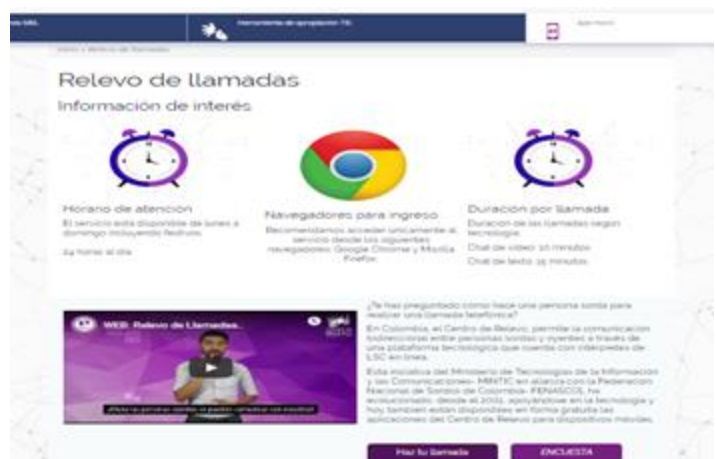 Herramienta de apropiación TIC
Inicio » Relevo de llamadas
Relevo de llamadas
Información de interés
Horario de atención
El servicio está disponible de lunes a
domingo incluyendo festivos.
24 horas al día
Navegadores para ingreso
Recomendamos acceder únicamente al
servicio desde los siguientes
navegadores: Google Chrome y Mozilla
Firefox.
Duración por llamada
Duración de las llamadas según
tecnología:
Chat de video: 10 minutos
Chat de texto: 15 minutos
WEB: Relevo de Llamadas...
¿Te has preguntado cómo hace una persona sorda para
realizar una llamada telefónica?
En Colombia, el Centro de Relevo, permite la comunicación
bidireccional entre personas sordas y oyentes a través de
una plataforma tecnológica que cuenta con intérpretes de
LSC en línea.
Esta iniciativa del Ministerio de Tecnologías de la Información
y las Comunicaciones- MINTIC en alianza con la Federación
Nacional de Sordos de Colombia- FENASCOL, ha
evolucionado, desde el 2001, apoyándose en la tecnología y
hoy también están disponibles en forma gratuita las
aplicaciones del Centro de Relevo para dispositivos móviles.
Haz tu llamada
ENCUESTA